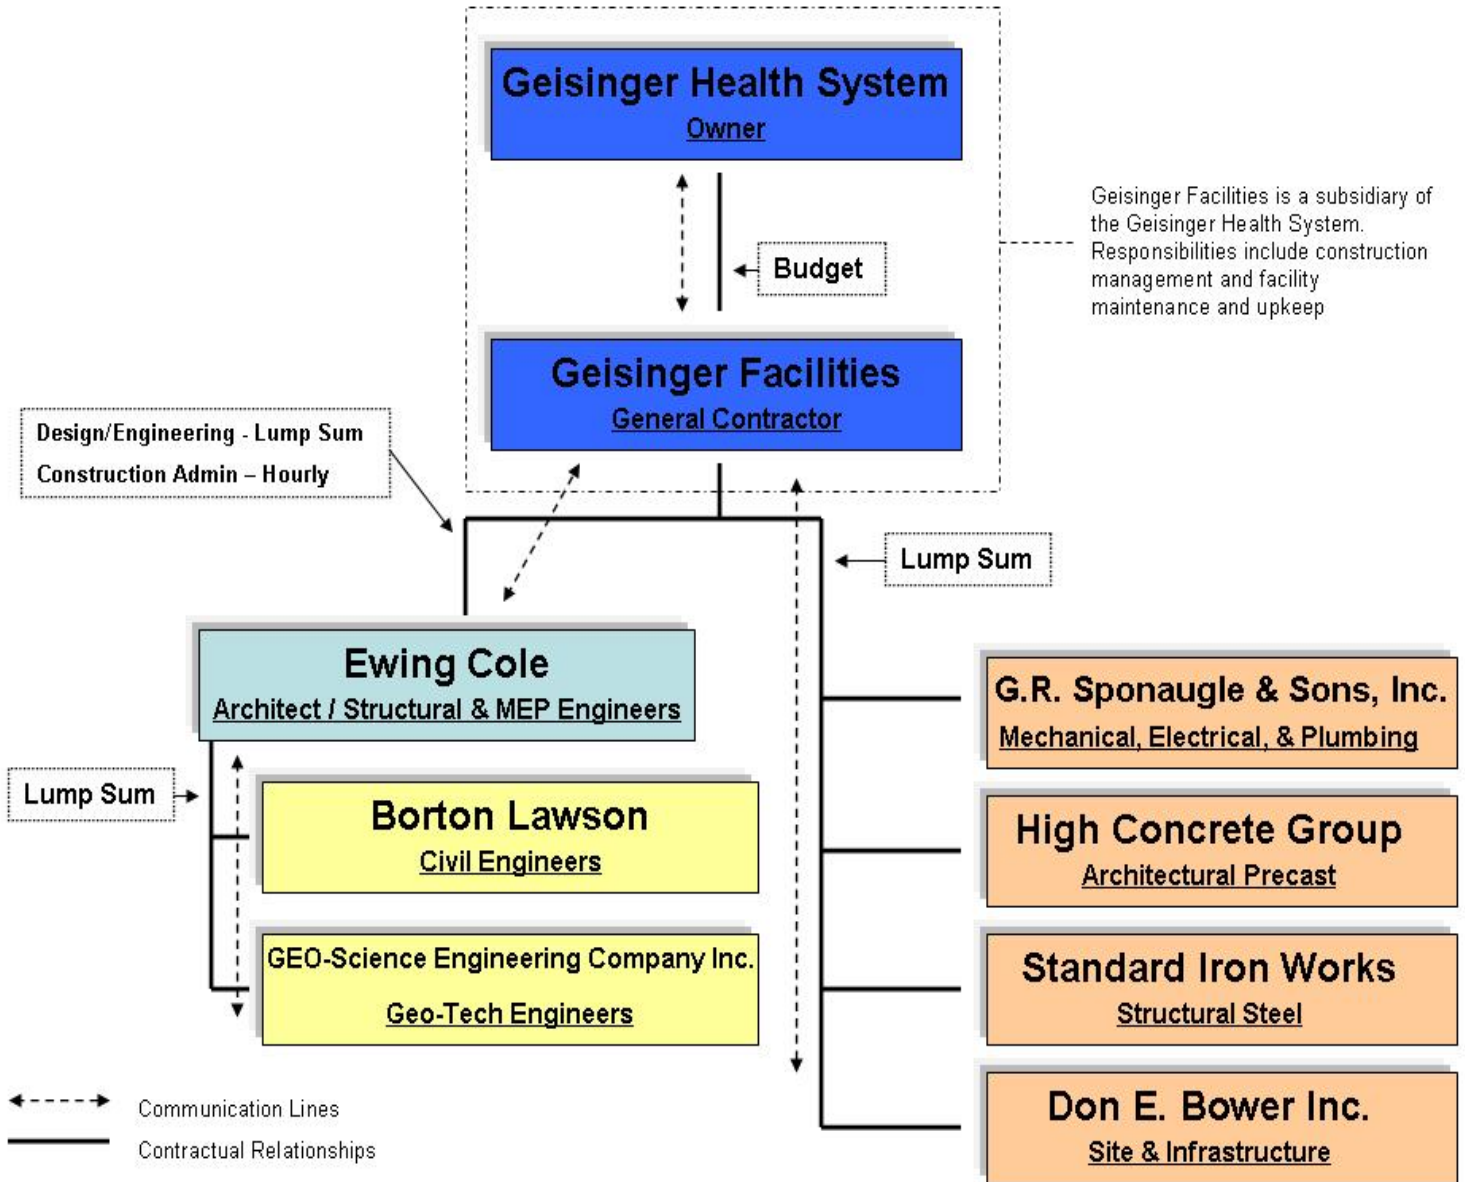 Geisinger Health System
Owner
Geisinger Facilities is a subsidiary of
the Geisinger Health System.
Responsibilities include construction
management and facility
maintenance and upkeep
Budget
Geisinger Facilities
General Contractor
Design/Engineering - Lump Sum
Construction Admin – Hourly
Lump Sum
Ewing Cole
Architect / Structural & MEP Engineers
Lump Sum
Borton Lawson
Civil Engineers
GEO-Science Engineering Company Inc.
Geo-Tech Engineers
G.R. Sponaugle & Sons, Inc.
Mechanical, Electrical, & Plumbing
High Concrete Group
Architectural Precast
Standard Iron Works
Structural Steel
Don E. Bower Inc.
Site & Infrastructure
Communication Lines
Contractual Relationships